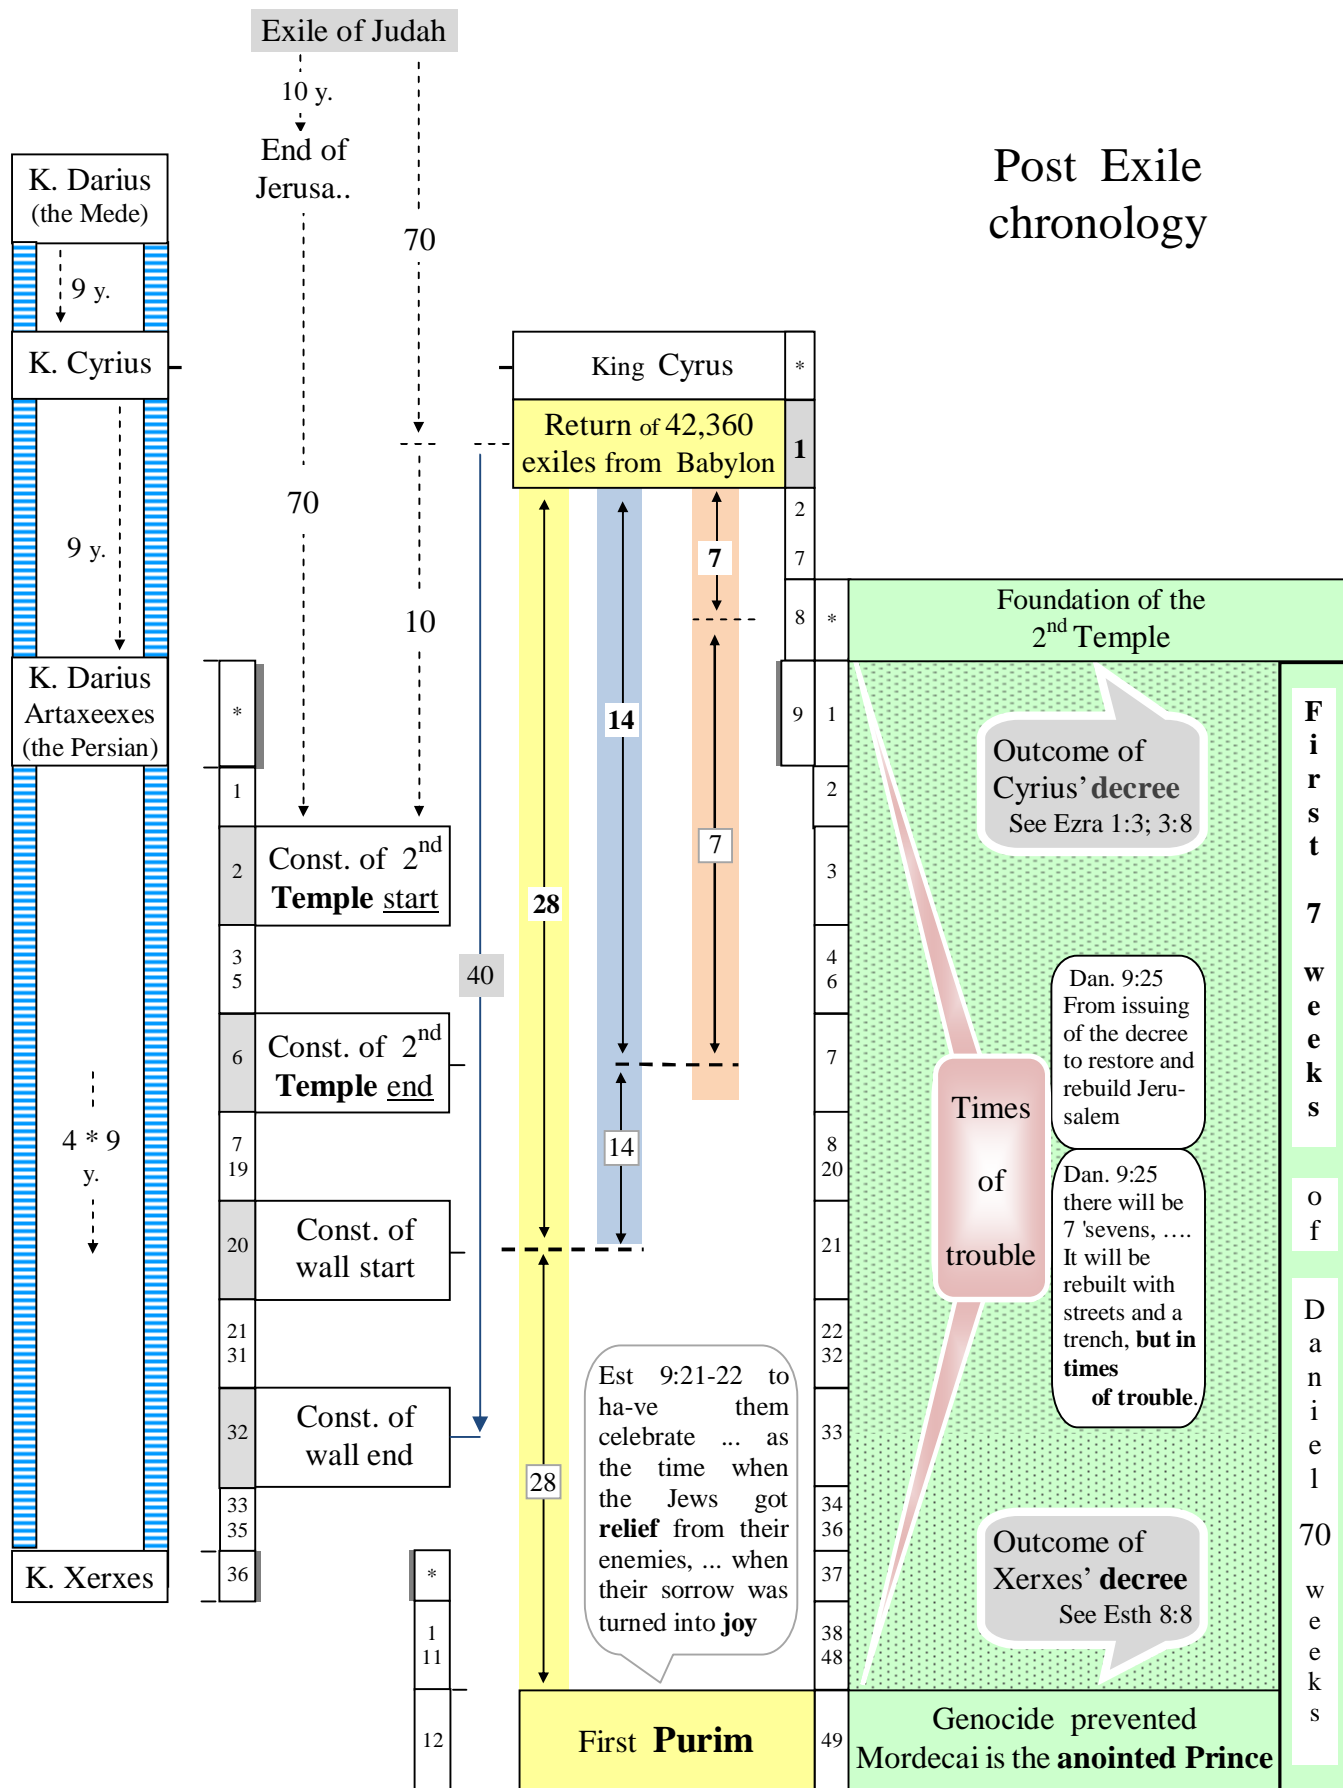 Exile of Judah
10 y.
End of
Jerusa..
Post Exile
chronology
K. Darius
(the Mede)
70
9 y.
K. Cyrius
King Cyrus
*
Return of 42,360
exiles from Babylon
1
70
2
7
9 y.
7
10
8
*
Foundation of the
2nd Temple
K. Darius
Artaxeexes
(the Persian)
*
14
9
1
Outcome of
Cyrius’ decree
See Ezra 1:3; 3:8
1
2
2
Const. of 2nd
Temple start
7
3
28
3
5
40
4
6
Dan. 9:25
From issuing
of the decree
to restore and
rebuild Jeru-
salem
6
Const. of 2nd
Temple end
7
Times
of
trouble
4 * 9
y.
7
19
14
8
20
Dan. 9:25
there will be
7 'sevens, ….
It will be
rebuilt with
streets and a
trench, but in
times
of trouble.
20
Const. of
wall start
21
21
31
22
32
Est 9:21-22 to
ha-ve them
celebrate ... as
the time when
the Jews got
relief from their
enemies, ... when
their sorrow was
turned into joy
32
Const. of
wall end
33
28
33
35
34
36
Outcome of
Xerxes’ decree
See Esth 8:8
K. Xerxes
36
*
37
1
11
38
48
12
First Purim
49
Genocide prevented
Mordecai is the anointed Prince
F
i
r
s
t
7
w
e
e
k
s
o
f
D
a
n
i
e
l
70
w
e
e
k
s